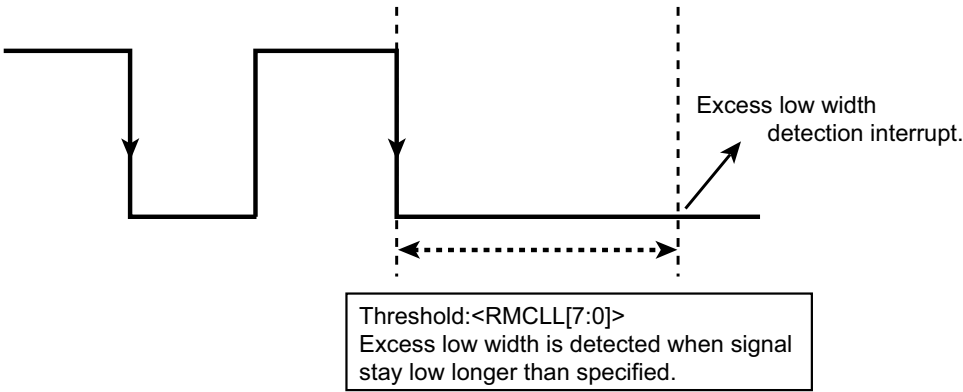 Excess low width
detection interrupt.
Threshold:<RMCLL[7:0]>
Excess low width is detected when signal
stay low longer than specified.